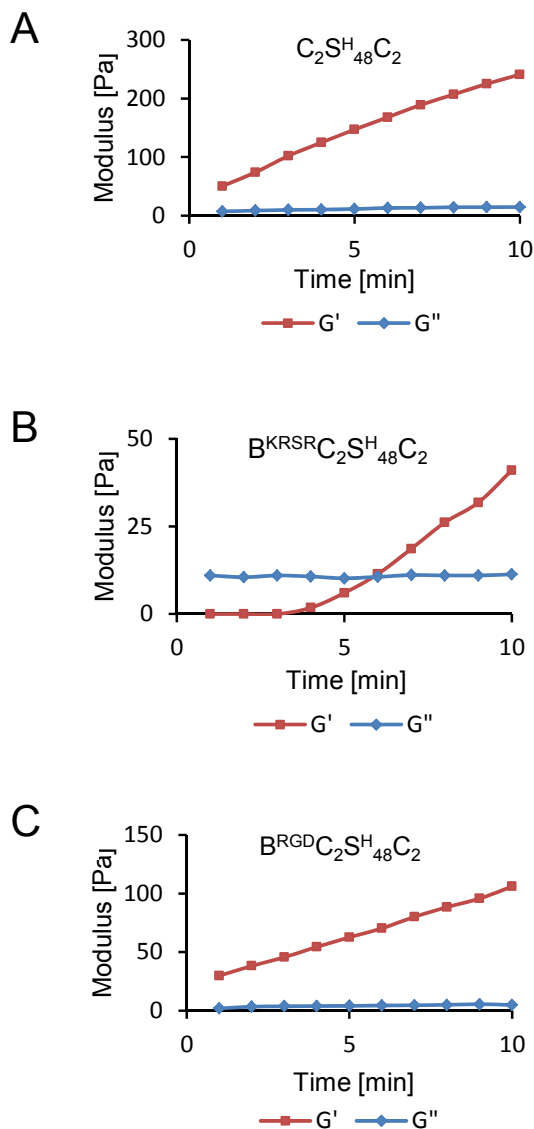 A
C₂Sᴴ₄₈C₂
300
200
100
0
Modulus [Pa]
0 5 10
Time [min]
G' G"
B
BᴷᴿˢᴿC₂Sᴴ₄₈C₂
50
25
0
Modulus [Pa]
0 5 10
Time [min]
G' G"
C
BᴿᴳᴰC₂Sᴴ₄₈C₂
150
100
50
0
Modulus [Pa]
0 5 10
Time [min]
G' G"